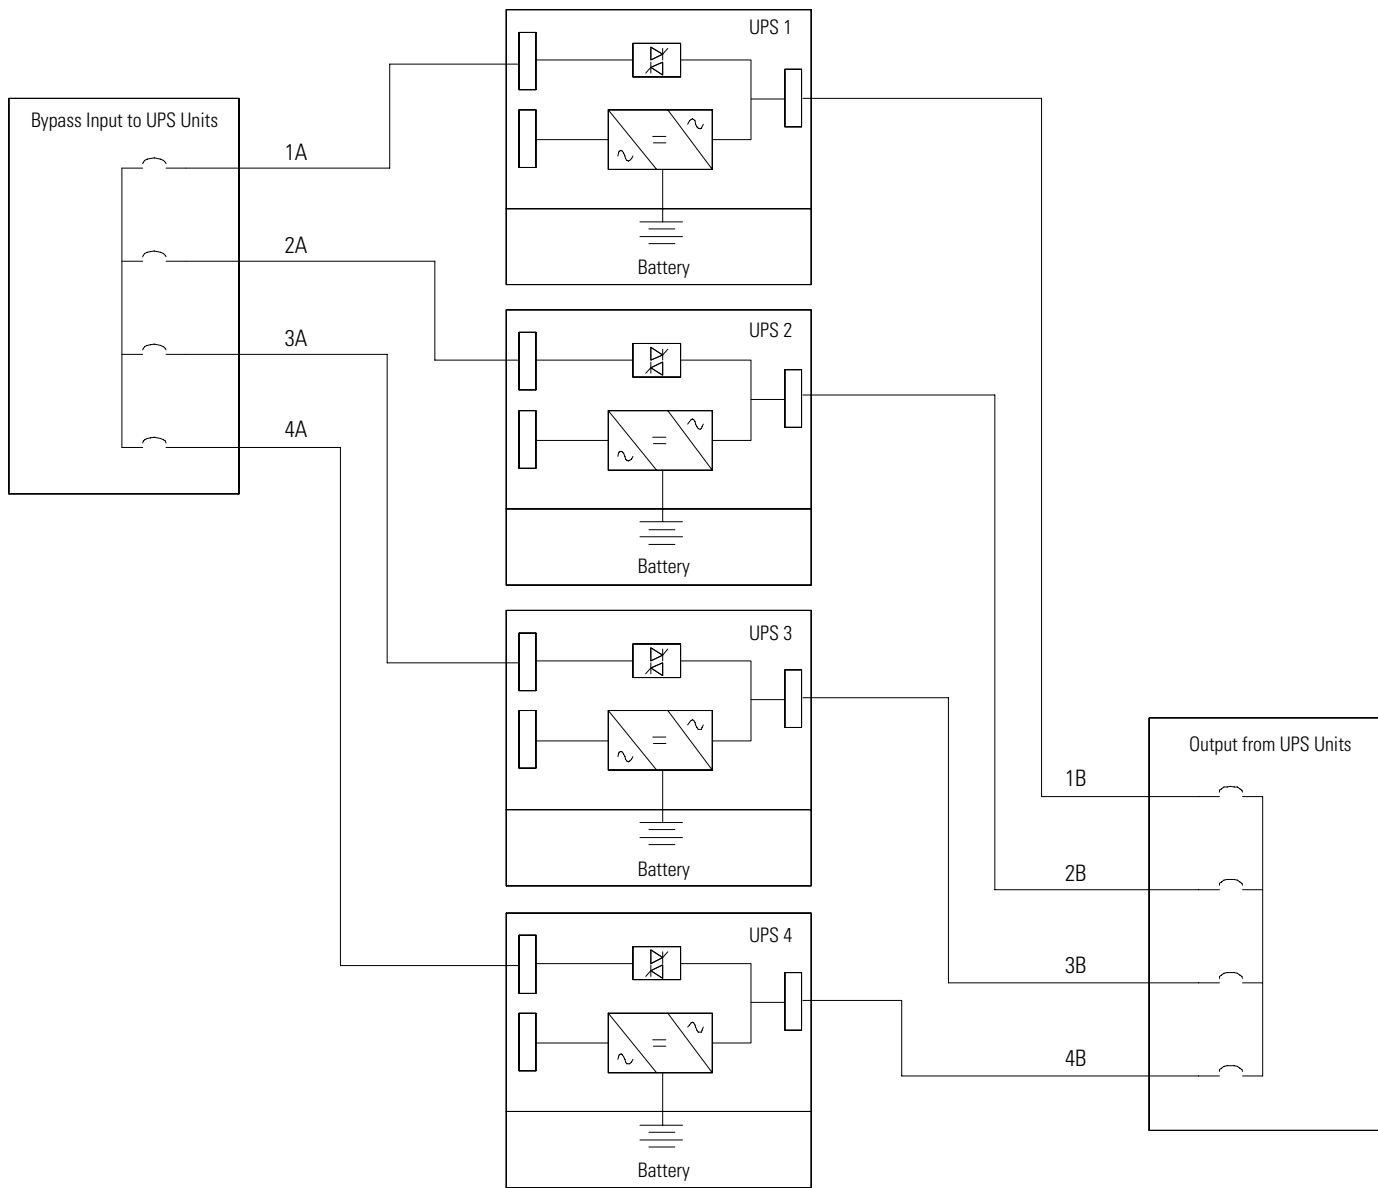 UPS 1
Bypass Input to UPS Units
1A
2A
3A
4A
Battery
UPS 2
Battery
UPS 3
Battery
UPS 4
Battery
Output from UPS Units
1B
2B
3B
4B